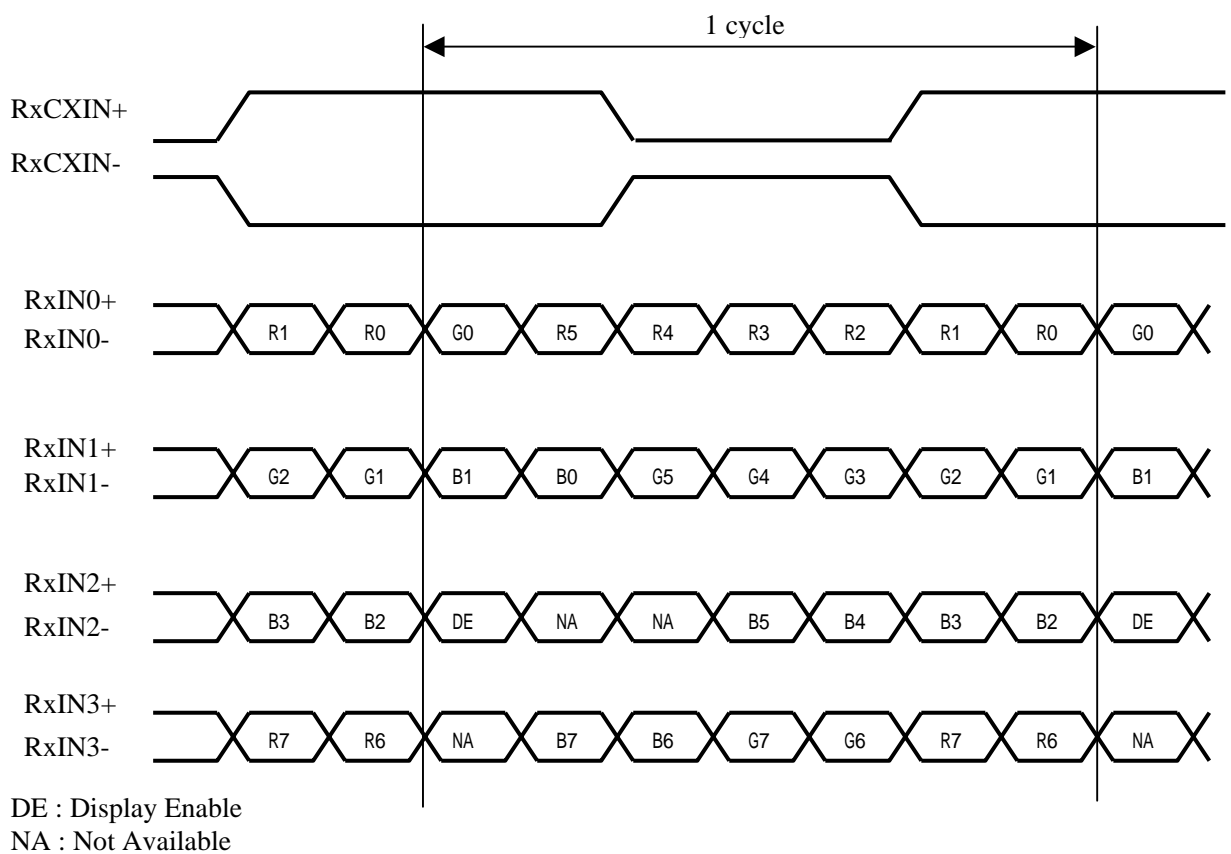 1 cycle
RxCXIN+
RxCXIN-
RxIN0+
RxIN0-
R1 R0 G0 R5 R4 R3 R2 R1 R0 G0
RxIN1+
RxIN1-
G2 G1 B1 B0 G5 G4 G3 G2 G1 B1
RxIN2+
RxIN2-
B3 B2 DE NA NA B5 B4 B3 B2 DE
RxIN3+
RxIN3-
R7 R6 NA B7 B6 G7 G6 R7 R6 NA
DE : Display Enable
NA : Not Available